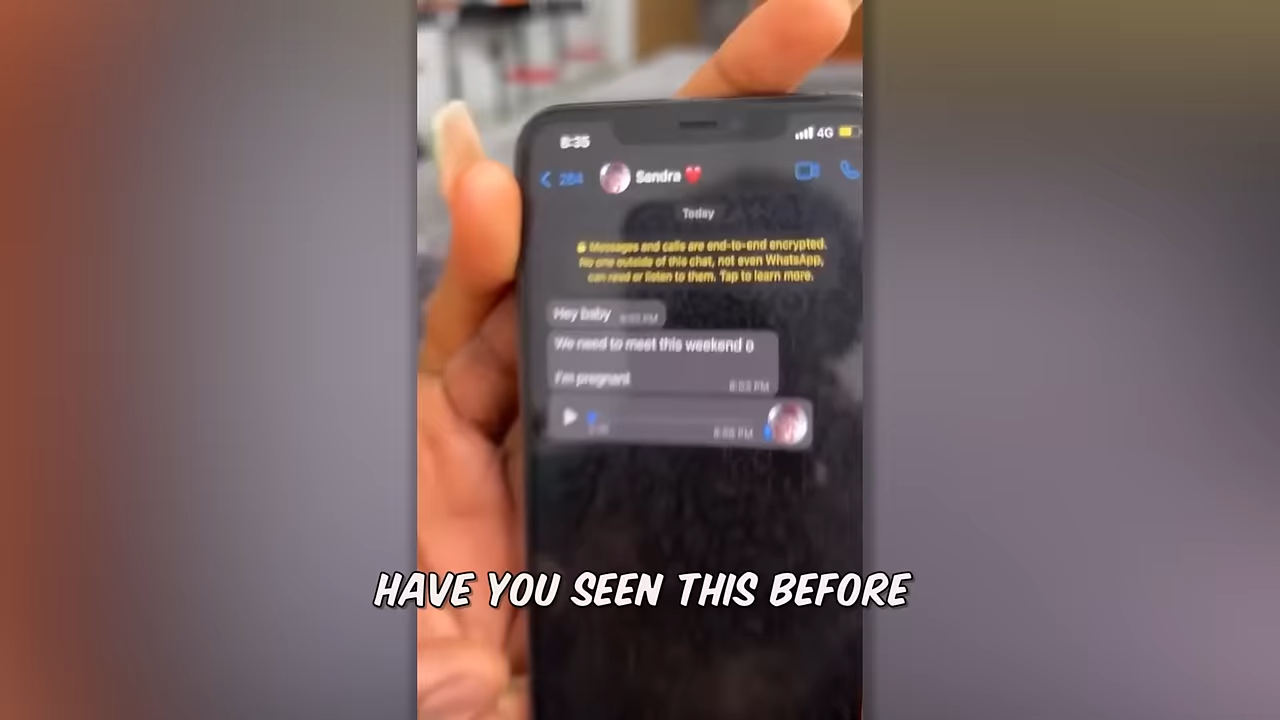 8:35
4G
284
Sandra ❤️
Today
Messages and calls are end-to-end encrypted.
No one outside of this chat, not even WhatsApp,
can read or listen to them. Tap to learn more.
Hey baby
We need to meet this weekend o
I'm pregnant
HAVE YOU SEEN THIS BEFORE